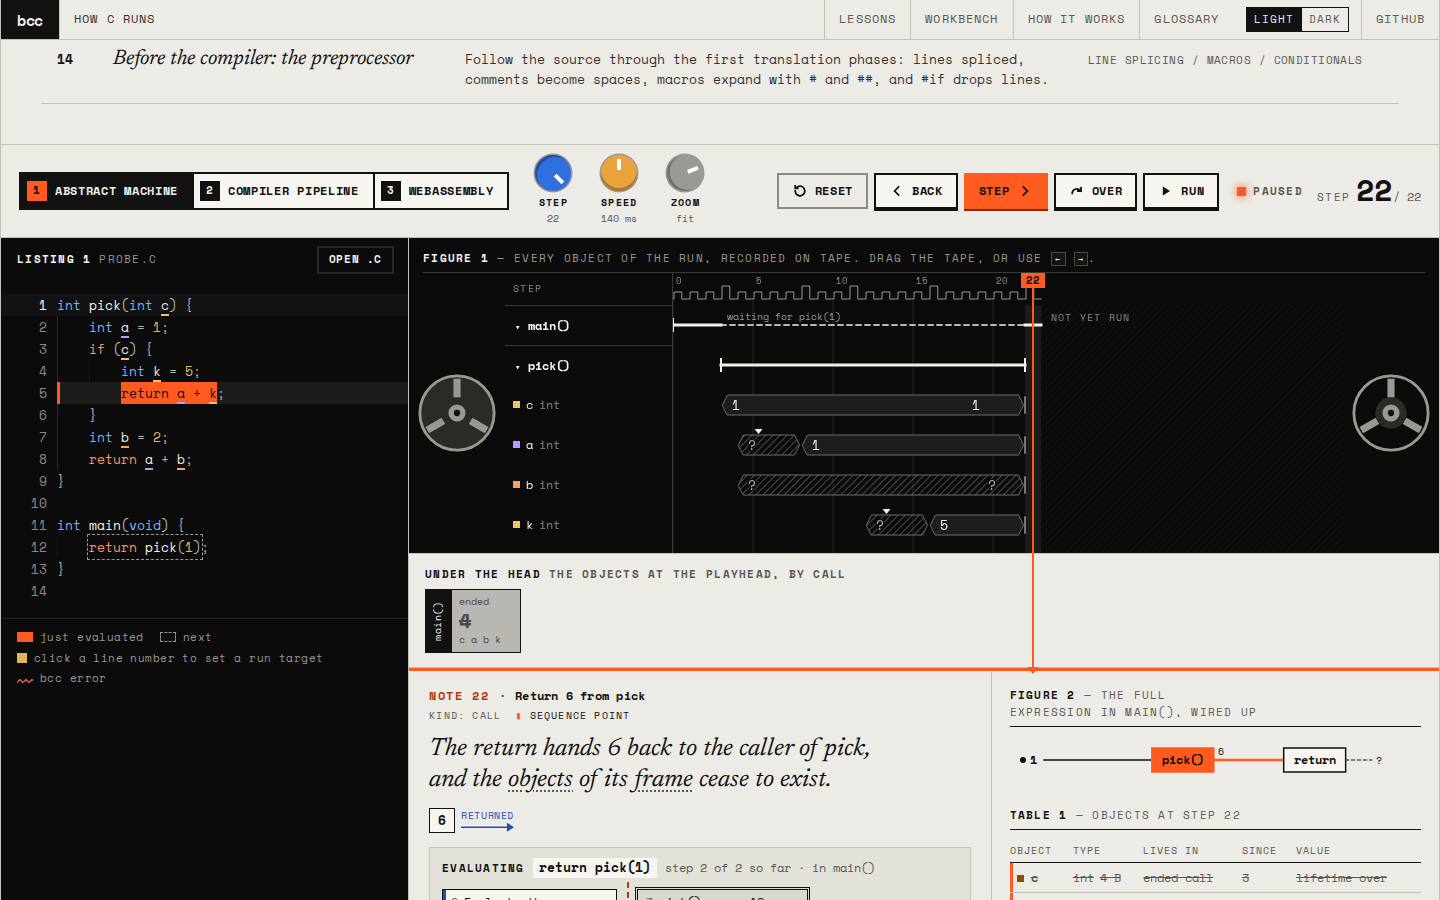 bcc HOW C RUNS LESSONS WORKBENCH HOW IT WORKS GLOSSARY LIGHT DARK GITHUB
14 Before the compiler: the preprocessor Follow the source through the first translation phases: lines spliced, LINE SPLICING / MACROS / CONDITIONALS
comments become spaces, macros expand with # and ##, and #if drops lines.
1 ABSTRACT MACHINE 2 COMPILER PIPELINE 3 WEBASSEMBLY
STEP SPEED ZOOM
22 140 ms fit
RESET BACK STEP OVER RUN PAUSED STEP 22 / 22
LISTING 1 PROBE.C OPEN .C
1 int pick(int c) {
2 int a = 1;
3 if (c) {
4 int k = 5;
5 return a + k;
6 }
7 int b = 2;
8 return a + b;
9 }
10
11 int main(void) {
12 return pick(1);
13 }
14
just evaluated next
click a line number to set a run target
bcc error
FIGURE 1 — EVERY OBJECT OF THE RUN, RECORDED ON TAPE. DRAG THE TAPE, OR USE ← →.
STEP 0 5 10 15 20 22
main() waiting for pick(1) NOT YET RUN
pick()
c int 1 1
a int ? 1
b int ? ?
k int ? 5
UNDER THE HEAD THE OBJECTS AT THE PLAYHEAD, BY CALL
main()
ended
4
c a b k
NOTE 22 · Return 6 from pick
KIND: CALL SEQUENCE POINT
The return hands 6 back to the caller of pick,
and the objects of its frame cease to exist.
6 RETURNED
EVALUATING return pick(1) step 2 of 2 so far · in main()
FIGURE 2 — THE FULL
EXPRESSION IN MAIN(), WIRED UP
1 pick() 6 return ?
TABLE 1 — OBJECTS AT STEP 22
OBJECT TYPE LIVES IN SINCE VALUE
c int 4 B ended call 3 lifetime over